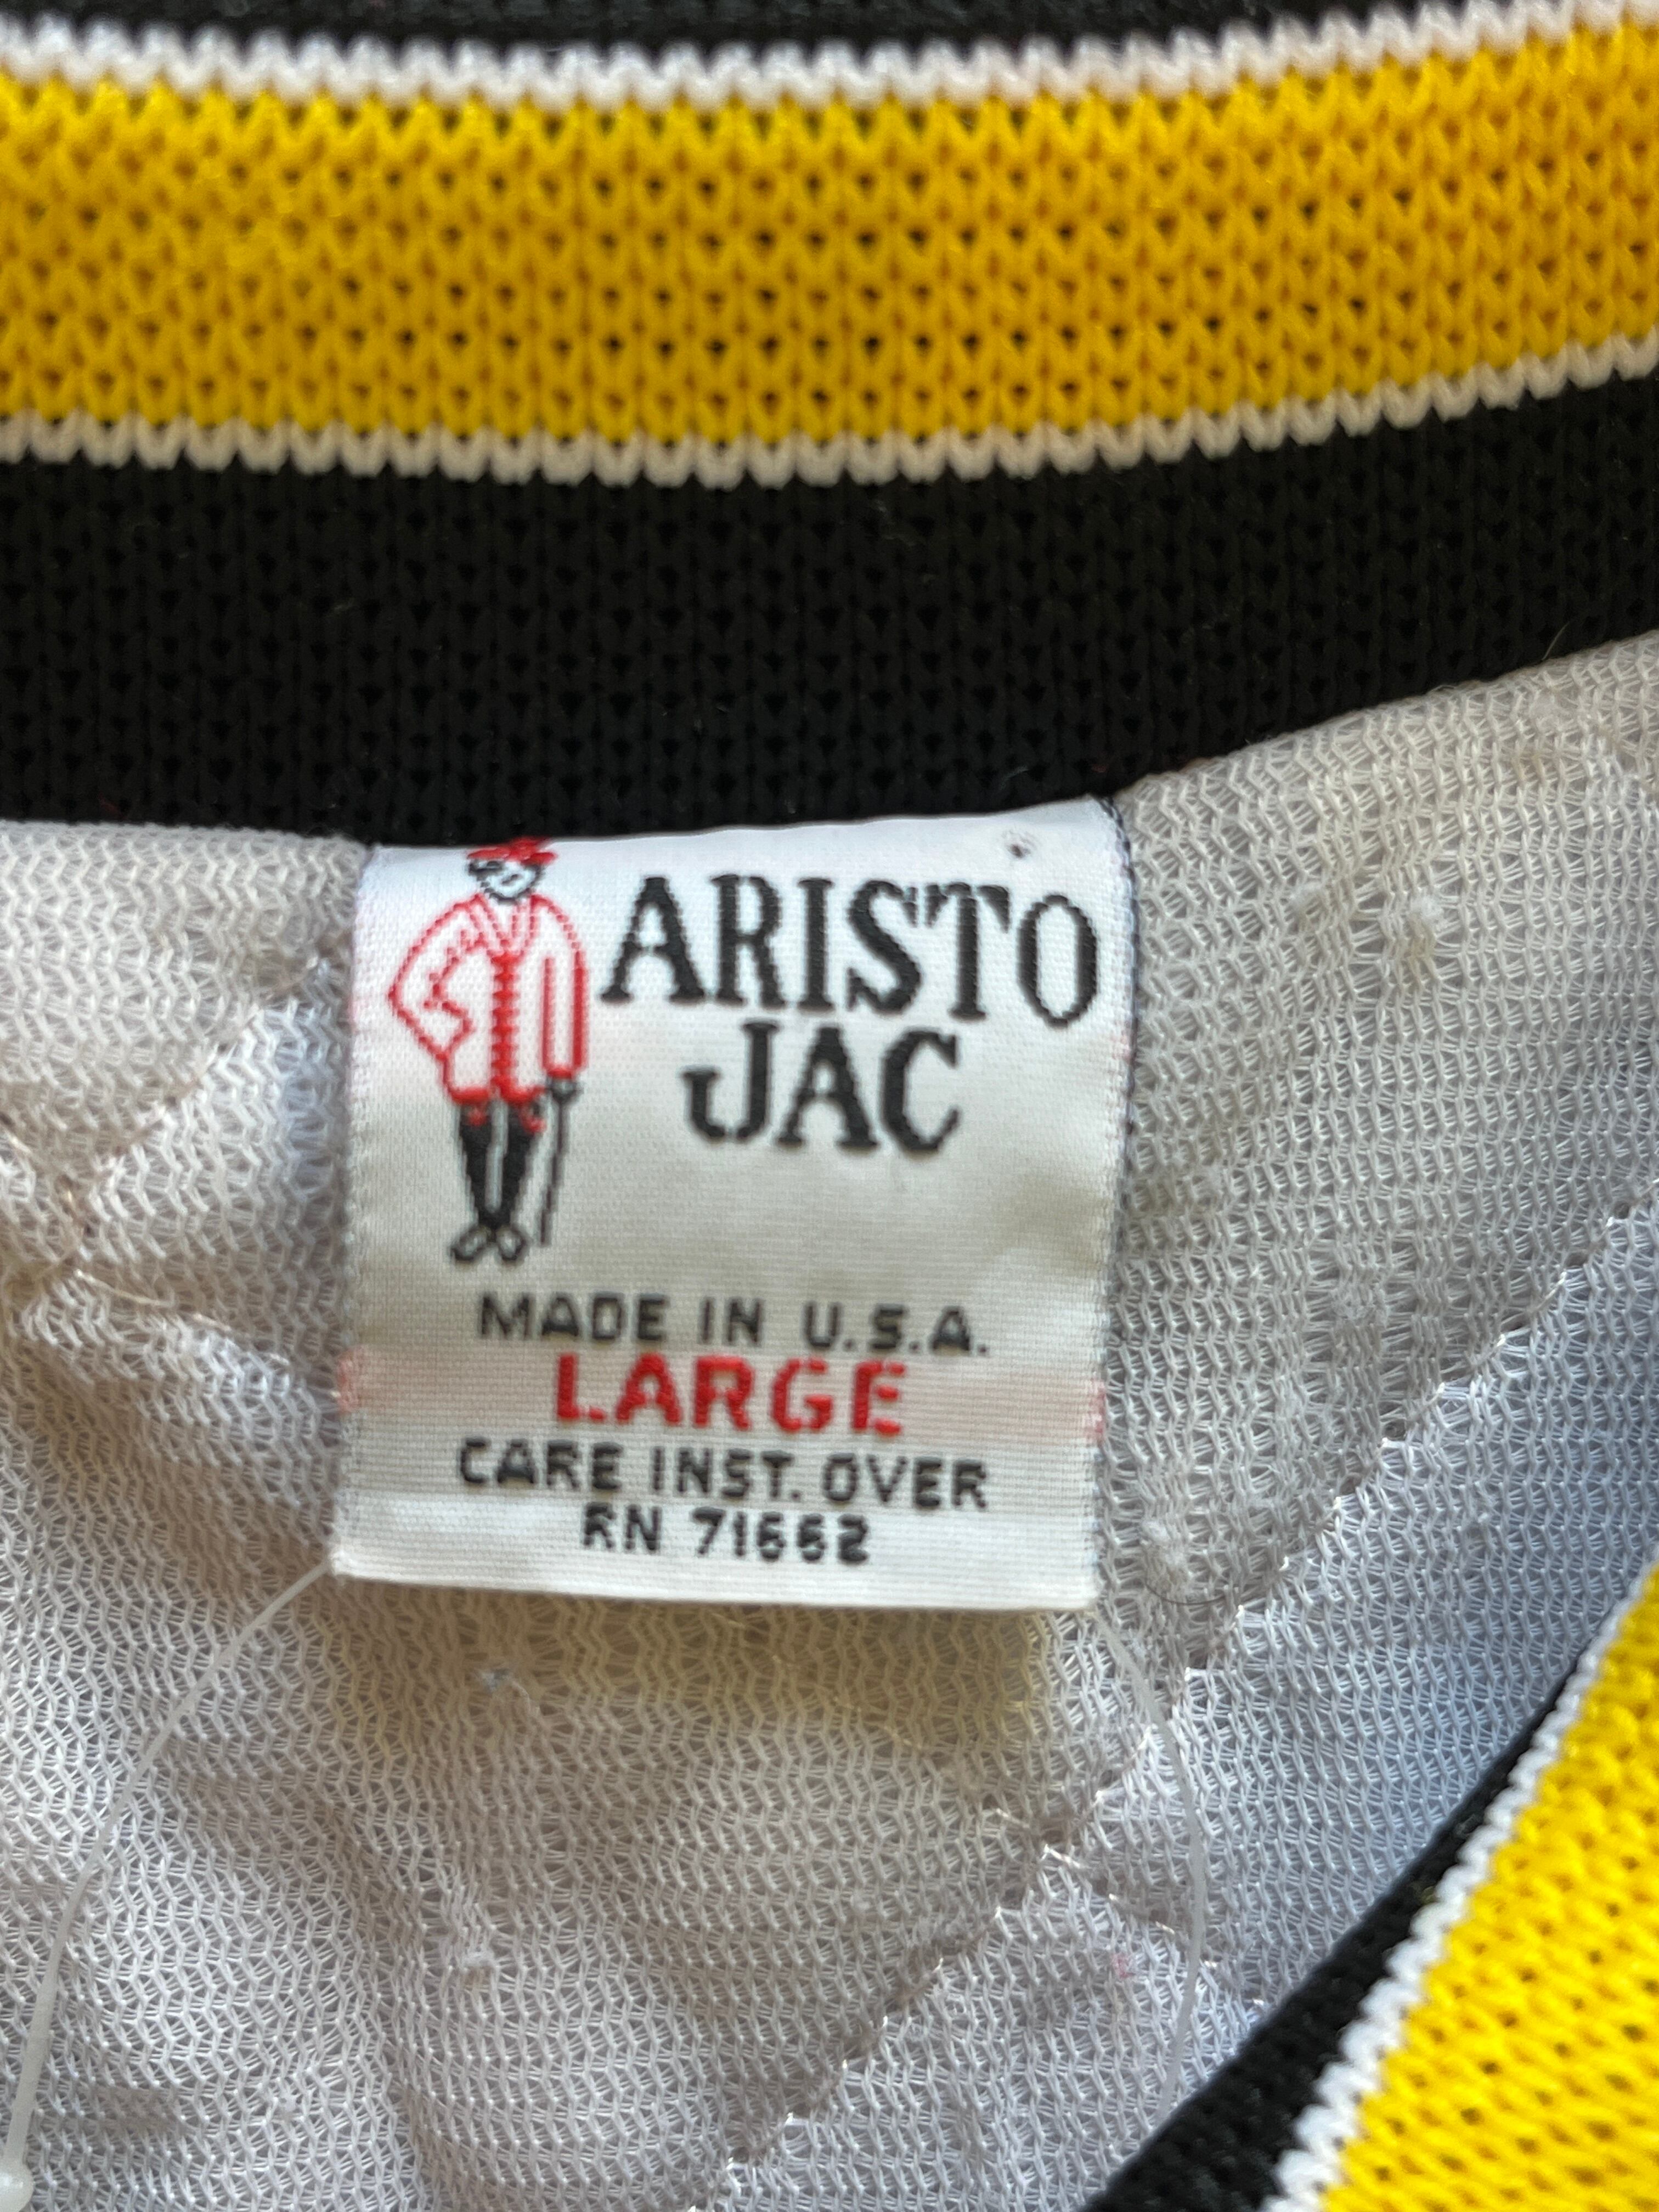 ARISTO
JAC
MADE IN U.S.A.
LARGE
CARE INST. OVER
RN 71662